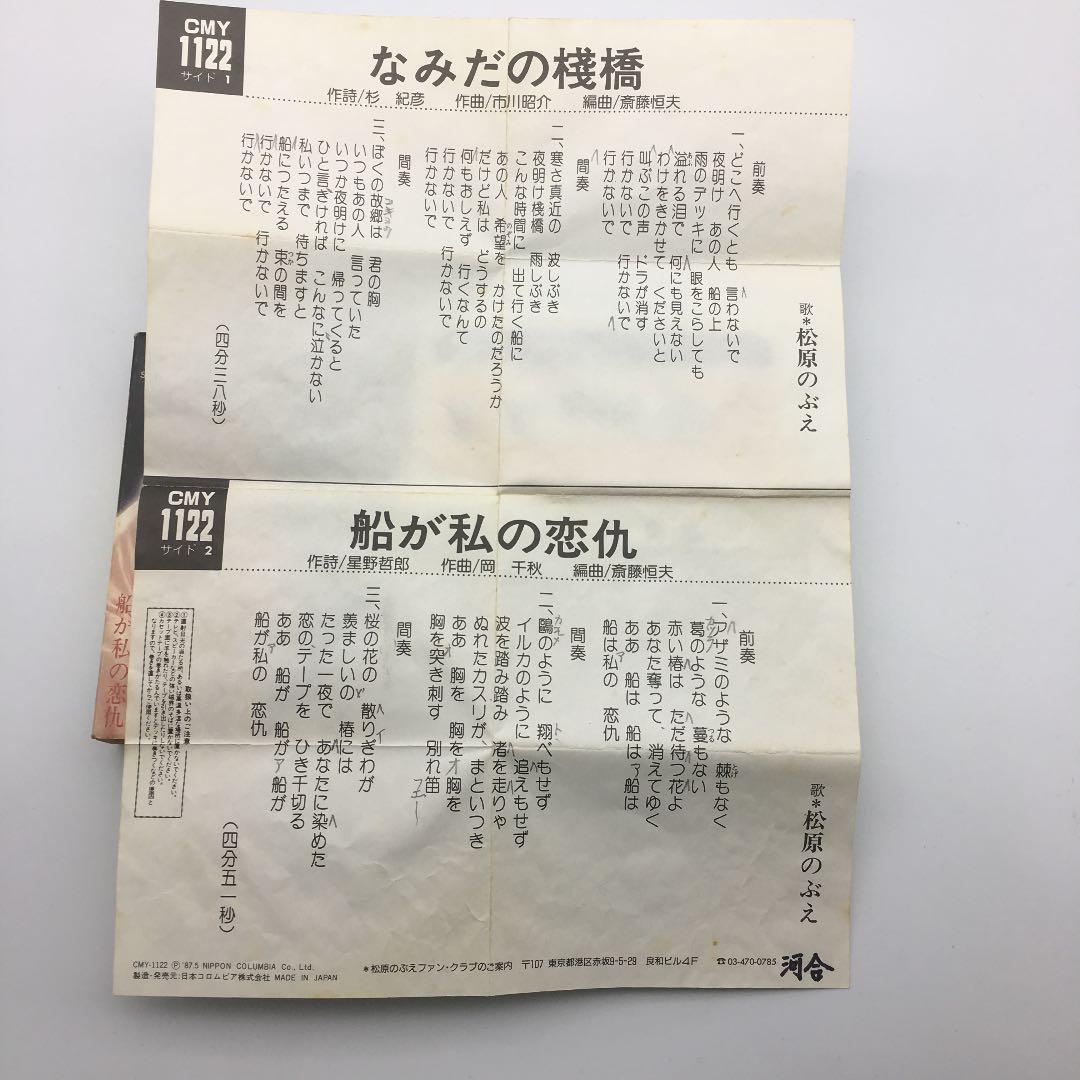 CMY
1122
サイド 1
なみだの棧橋
作詩/杉 紀彦 作曲/市川昭介 編曲/斎藤恒夫
歌*松原のぶえ
前奏
一、どこへ行くとも 言わないで
夜明け あの人 船の上
雨のデッキに 眼をこらしても
溢れる泪で 何にも見えない
わけをきかせて くださいと
叫ぶこの声 ドラが消す
行かないで 行かないで
行かないで
間奏
二、寒さ真近の 波しぶき
夜明け棧橋 雨しぶき
こんな時間に 出て行く船に
あの人 希望を かけたのだろうか
だけど私は どうするの
何もおしえず 行くなんて
行かないで 行かないで
行かないで
間奏
三、ぼくの故郷は 君の胸
いつもあの人 言っていた
いつか夜明けに 帰ってくると
ひと言ぎければ こんなに泣かない
私いつまで 待ちますと
船につたえる 束の間を
行かないで 行かないで
行かないで
(四分三八秒)
CMY
1122
サイド 2
船が私の恋仇
作詩/星野哲郎 作曲/岡 千秋 編曲/斎藤恒夫
歌*松原のぶえ
前奏
一、アザミのような 棘もなく
葛のような 蔓もない
赤い椿は ただ待つ花よ
あなた奪って、消えてゆく
ああ 船は 船はァ船は
船は私の 恋仇
間奏
二、鷗のように 翔べもせず
イルカのように 追えもせず
波を踏み踏み 渚を走りゃ
ぬれたカスリが、まといつき
ああ 胸を 胸をォ胸を
胸を突き刺す 別れ笛
間奏
三、桜の花の 散りぎわが
羨ましいの 椿には
たった一夜で あなたに染めた
恋の、テープを ひき千切る
ああ 船が 船がァ船が
船が私の 恋仇
(四分五一秒)
取扱い上のご注意
船が私の恋仇
CMY-1122 Ⓟ '87.5 NIPPON COLUMBIA Co., Ltd.
製造・発売元:日本コロムビア株式会社 MADE IN JAPAN
*松原のぶえファン・クラブのご案内 〒107 東京都港区赤坂9-5-29 良和ビル4F ☎03-470-0785 河合